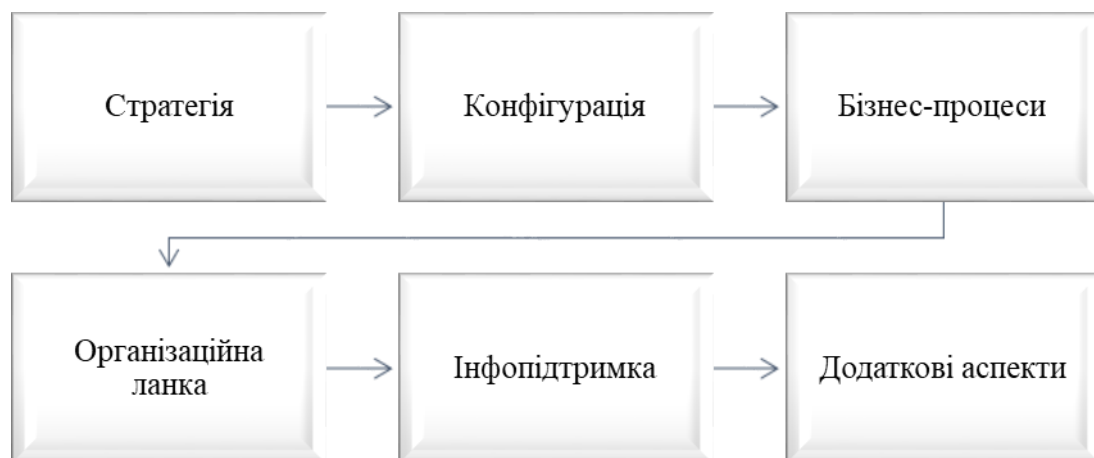 Стратегія
Конфігурація
Бізнес-процеси
Організаційна
ланка
Інфопідтримка
Додаткові аспекти